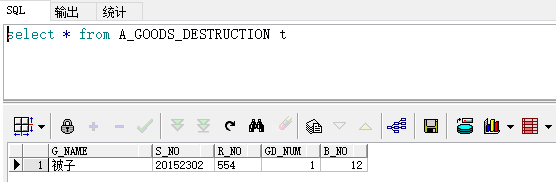 SQL 输出 统计
select * from A_GOODS_DESTRUCTION t
G_NAME S_NO R_NO GD_NUM B_NO
1 被子 20152302 554 1 12